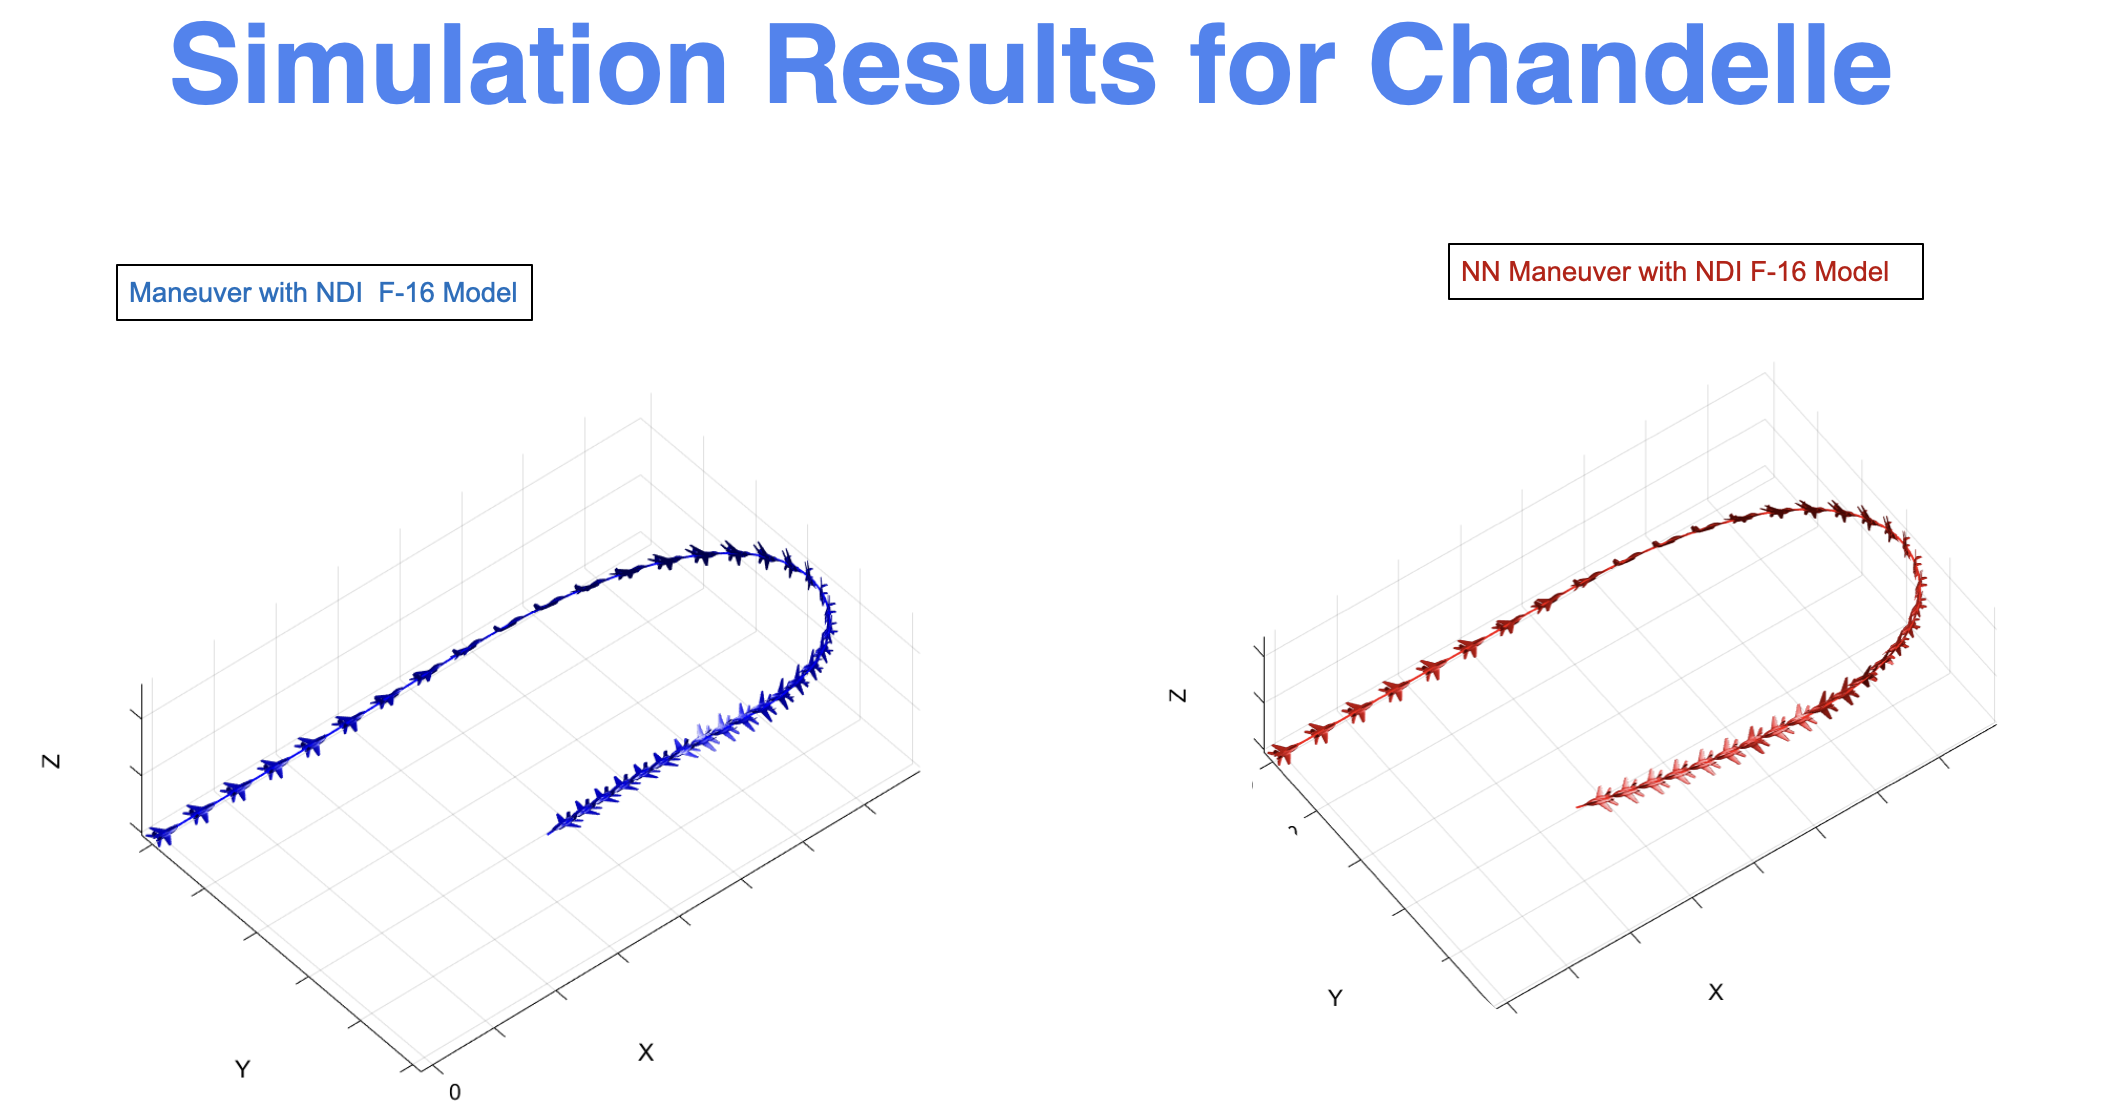 Simulation Results for Chandelle
Maneuver with NDI  F-16 Model
NN Maneuver with NDI F-16 Model
Z
Y
X
0
Z
Y
X